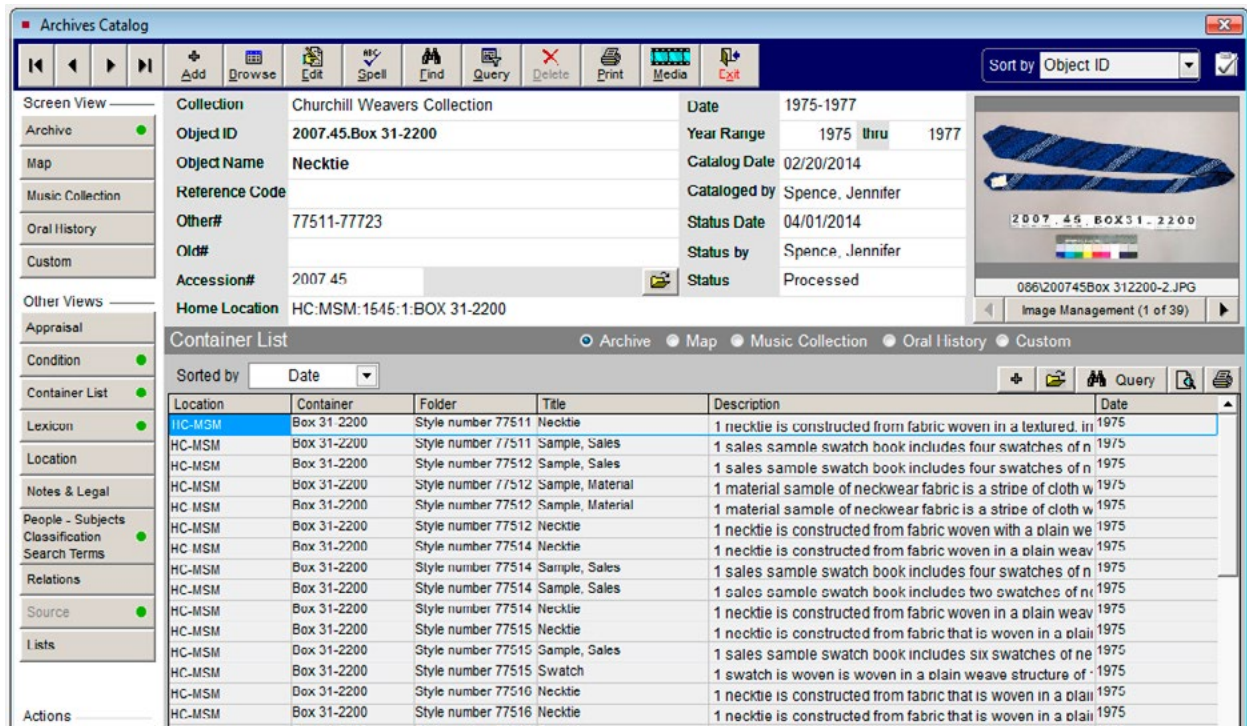 Archives Catalog
Add Browse Edit Spell Find Query Delete Print Media Exit
Sort by Object ID
Screen View
Archive
Map
Music Collection
Oral History
Custom
Other Views
Appraisal
Condition
Container List
Lexicon
Location
Notes & Legal
People - Subjects
Classification
Search Terms
Relations
Source
Lists
Actions
Collection Churchill Weavers Collection
Object ID 2007.45.Box 31-2200
Object Name Necktie
Reference Code
Other# 77511-77723
Old#
Accession# 2007.45
Home Location HC:MSM:1545:1:BOX 31-2200
Date 1975-1977
Year Range 1975 thru 1977
Catalog Date 02/20/2014
Cataloged by Spence, Jennifer
Status Date 04/01/2014
Status by Spence, Jennifer
Status Processed
2007.45.BOX31.2200
086\200745Box 312200-2.JPG
Image Management (1 of 39)
Container List Archive Map Music Collection Oral History Custom
Sorted by Date Query
Location Container Folder Title Description Date
HC-MSM Box 31-2200 Style number 77511 Necktie 1 necktie is constructed from fabric woven in a textured, in 1975
HC-MSM Box 31-2200 Style number 77511 Sample, Sales 1 sales sample swatch book includes four swatches of n 1975
HC-MSM Box 31-2200 Style number 77512 Sample, Sales 1 sales sample swatch book includes four swatches of n 1975
HC-MSM Box 31-2200 Style number 77512 Sample, Material 1 material sample of neckwear fabric is a stripe of cloth w 1975
HC-MSM Box 31-2200 Style number 77512 Sample, Material 1 material sample of neckwear fabric is a stripe of cloth w 1975
HC-MSM Box 31-2200 Style number 77512 Necktie 1 necktie is constructed from fabric woven with a plain we 1975
HC-MSM Box 31-2200 Style number 77514 Necktie 1 necktie is constructed from fabric woven in a plain weav 1975
HC-MSM Box 31-2200 Style number 77514 Sample, Sales 1 sales sample swatch book includes four swatches of n 1975
HC-MSM Box 31-2200 Style number 77514 Sample, Sales 1 sales sample swatch book includes two swatches of ne 1975
HC-MSM Box 31-2200 Style number 77514 Necktie 1 necktie is constructed from fabric woven in a plain weav 1975
HC-MSM Box 31-2200 Style number 77515 Necktie 1 necktie is constructed from fabric that is woven in a plain 1975
HC-MSM Box 31-2200 Style number 77515 Sample, Sales 1 sales sample swatch book includes six swatches of ne 1975
HC-MSM Box 31-2200 Style number 77515 Swatch 1 swatch is woven is woven in a plain weave structure of 1975
HC-MSM Box 31-2200 Style number 77516 Necktie 1 necktie is constructed from fabric that is woven in a plain 1975
HC-MSM Box 31-2200 Style number 77516 Necktie 1 necktie is constructed from fabric that is woven in a plain 1975